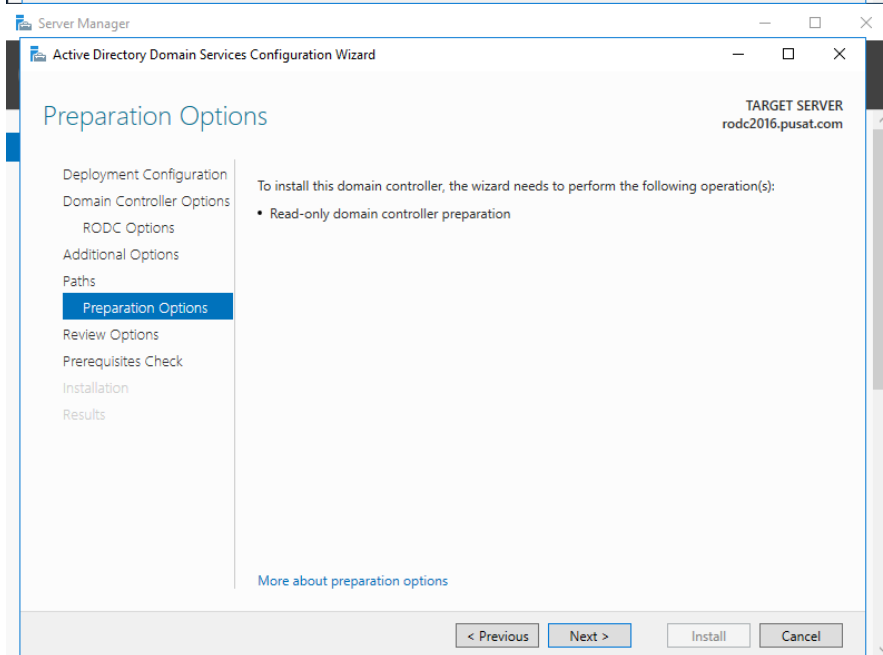 Server Manager
Active Directory Domain Services Configuration Wizard
Preparation Options
TARGET SERVER
rodc2016.pusat.com
Deployment Configuration
Domain Controller Options
RODC Options
Additional Options
Paths
Preparation Options
Review Options
Prerequisites Check
Installation
Results
To install this domain controller, the wizard needs to perform the following operation(s):
• Read-only domain controller preparation
More about preparation options
< Previous
Next >
Install
Cancel